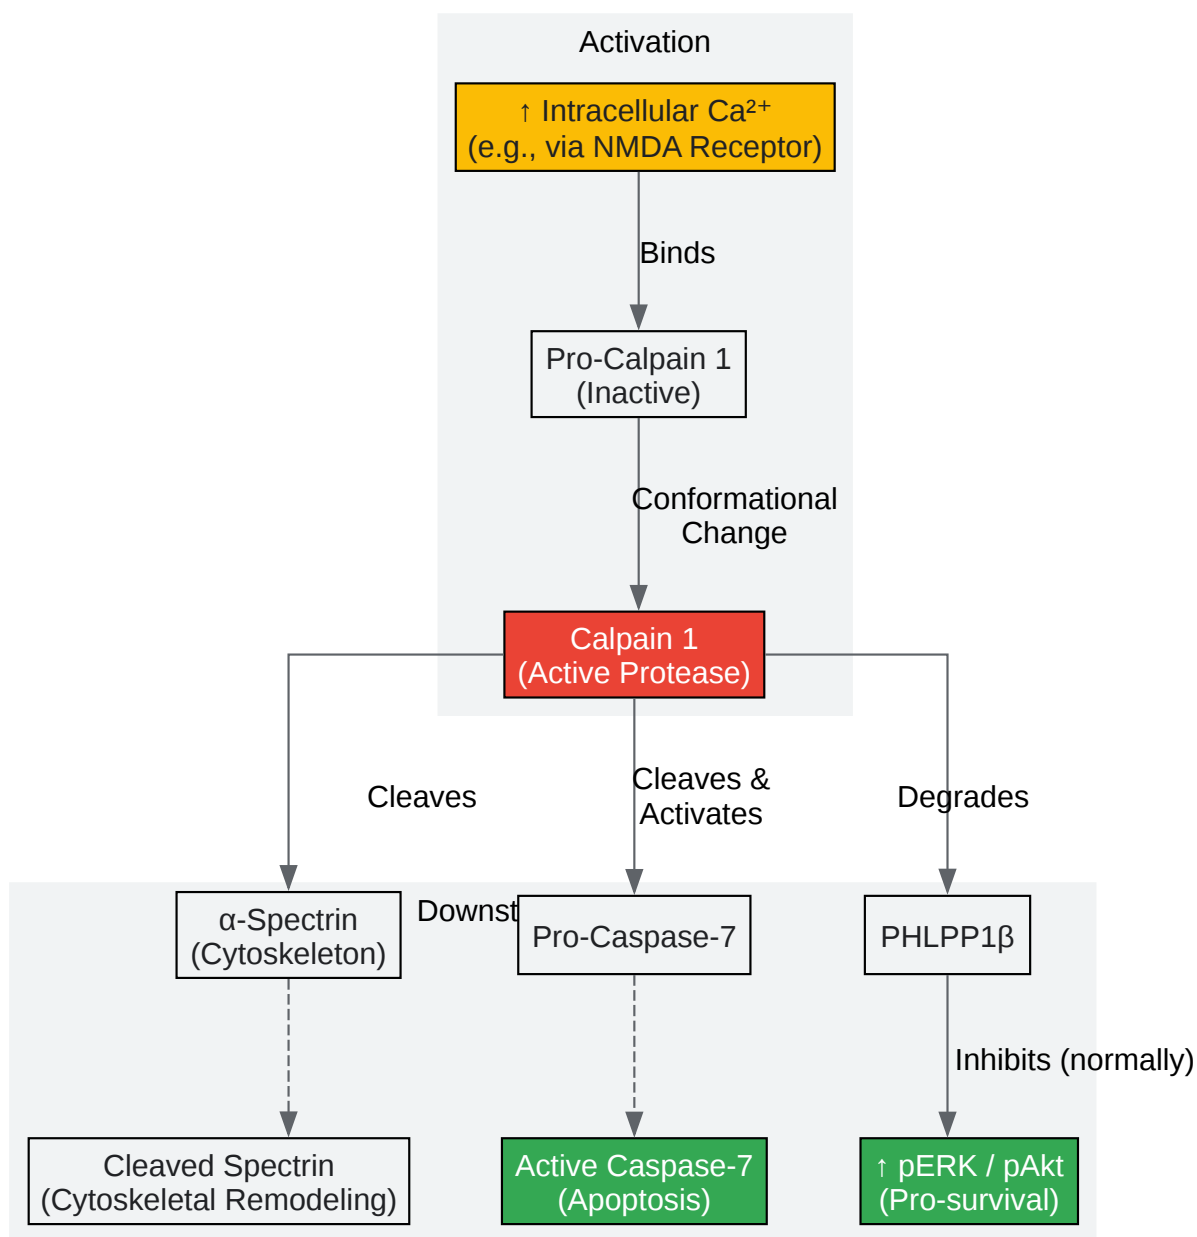 Activation
↑ Intracellular Ca²⁺
(e.g., via NMDA Receptor)
Binds
Pro-Calpain 1
(Inactive)
Conformational
Change
Calpain 1
(Active Protease)
Cleaves
Cleaves &
Activates
Degrades
α-Spectrin
(Cytoskeleton)
Downst
Pro-Caspase-7
PHLPP1β
Inhibits (normally)
Cleaved Spectrin
(Cytoskeletal Remodeling)
Active Caspase-7
(Apoptosis)
↑ pERK / pAkt
(Pro-survival)